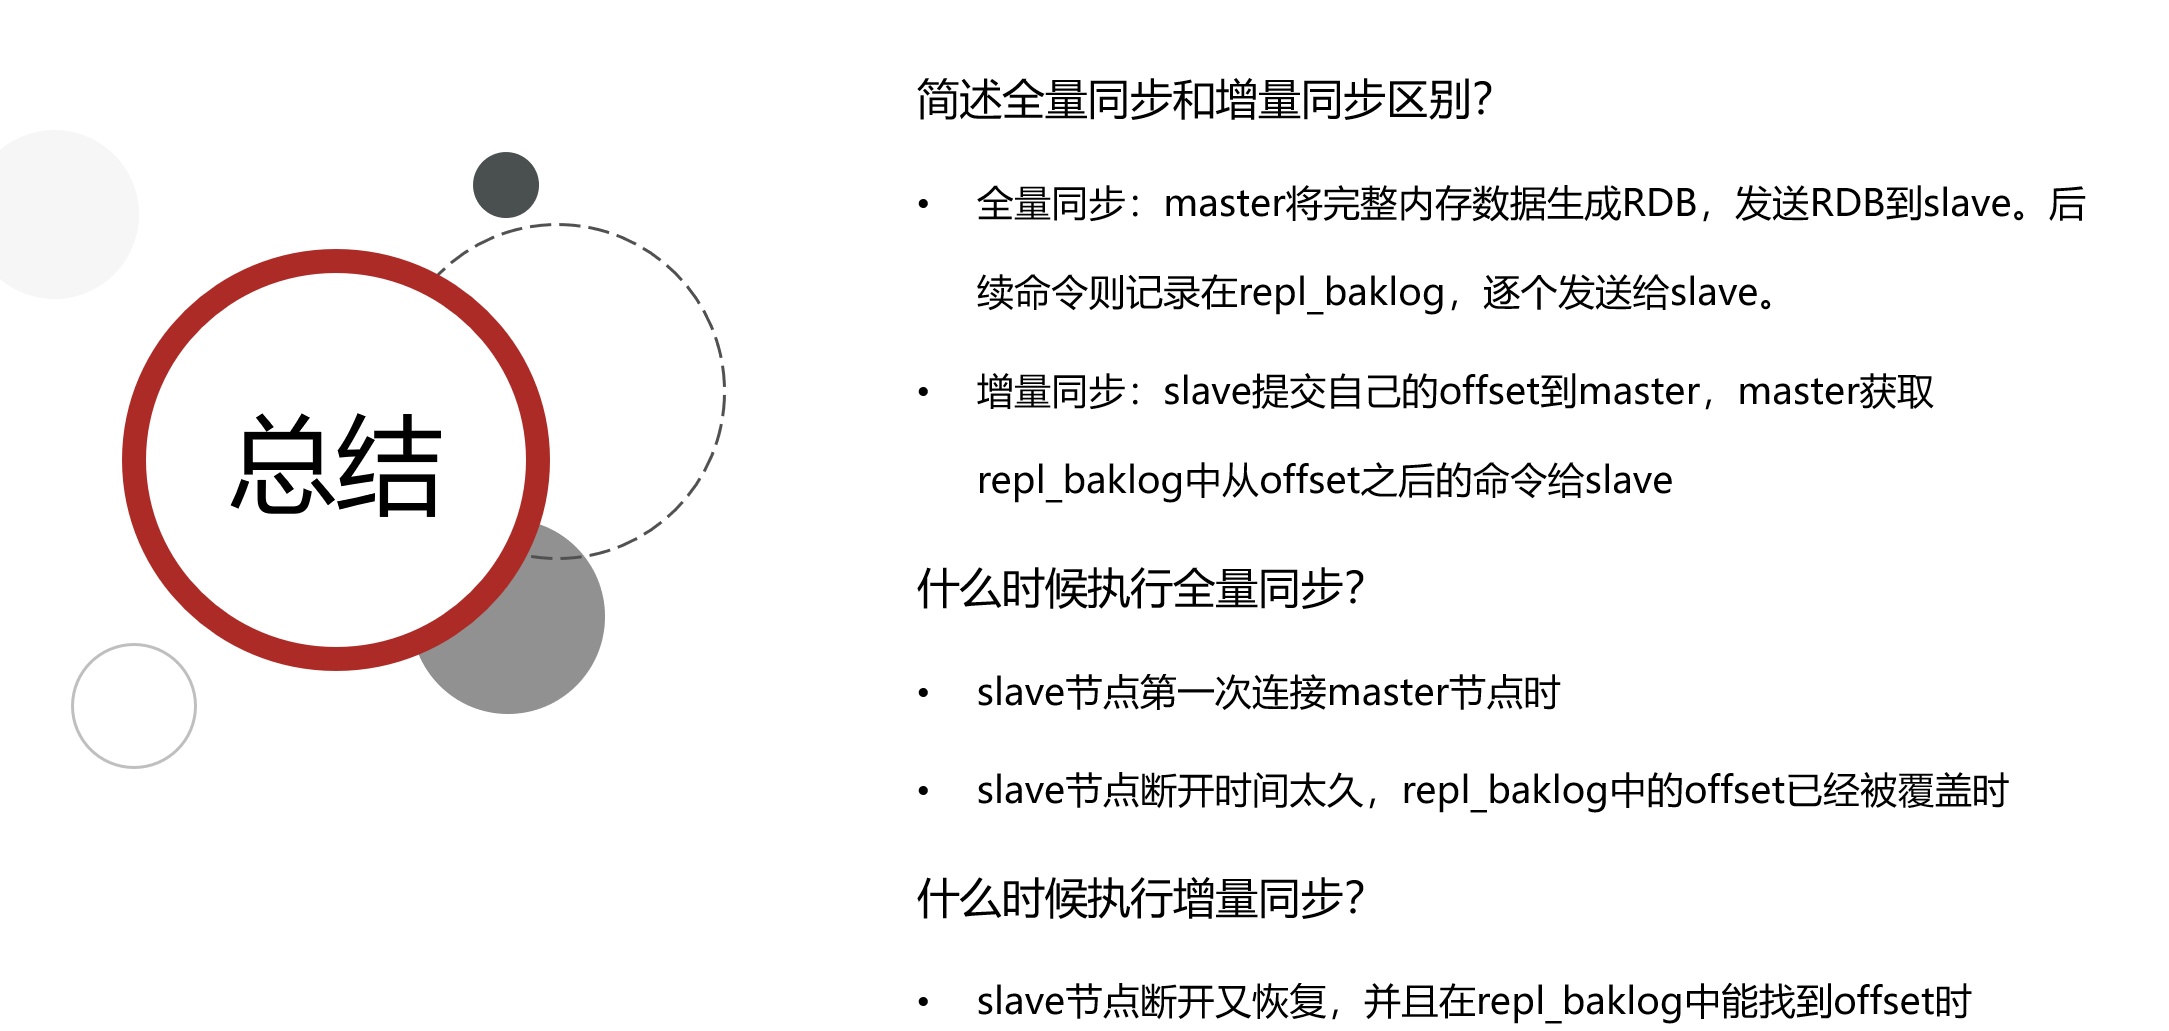 总结
简述全量同步和增量同步区别？
• 全量同步：master将完整内存数据生成RDB，发送RDB到slave。后
续命令则记录在repl_baklog，逐个发送给slave。
• 增量同步：slave提交自己的offset到master，master获取
repl_baklog中从offset之后的命令给slave
什么时候执行全量同步？
• slave节点第一次连接master节点时
• slave节点断开时间太久，repl_baklog中的offset已经被覆盖时
什么时候执行增量同步？
• slave节点断开又恢复，并且在repl_baklog中能找到offset时